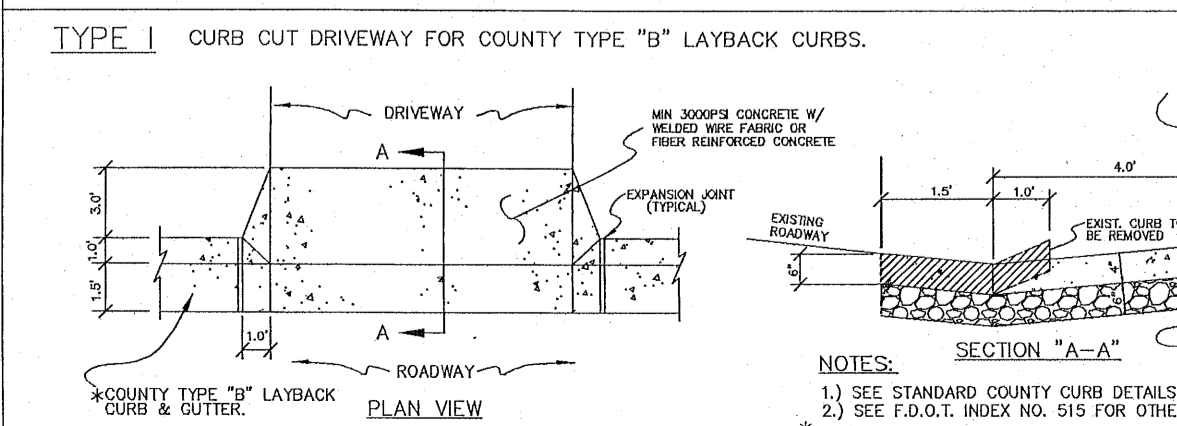 TYPE I CURB CUT DRIVEWAY FOR COUNTY TYPE "B" LAYBACK CURBS.
DRIVEWAY
MIN 3000PSI CONCRETE W/
WELDED WIRE FABRIC OR
FIBER REINFORCED CONCRETE
A
3.0'
1.0'
1.5'
EXPANSION JOINT
(TYPICAL)
A
1.0'
ROADWAY
*COUNTY TYPE "B" LAYBACK
CURB & GUTTER.
PLAN VIEW
4.0'
1.5'
1.0'
EXISTING
ROADWAY
EXIST. CURB T
BE REMOVED
6"
4"
6"
SECTION "A-A"
NOTES:
1.) SEE STANDARD COUNTY CURB DETAILS
2.) SEE F.D.O.T. INDEX NO. 515 FOR OTHE
*